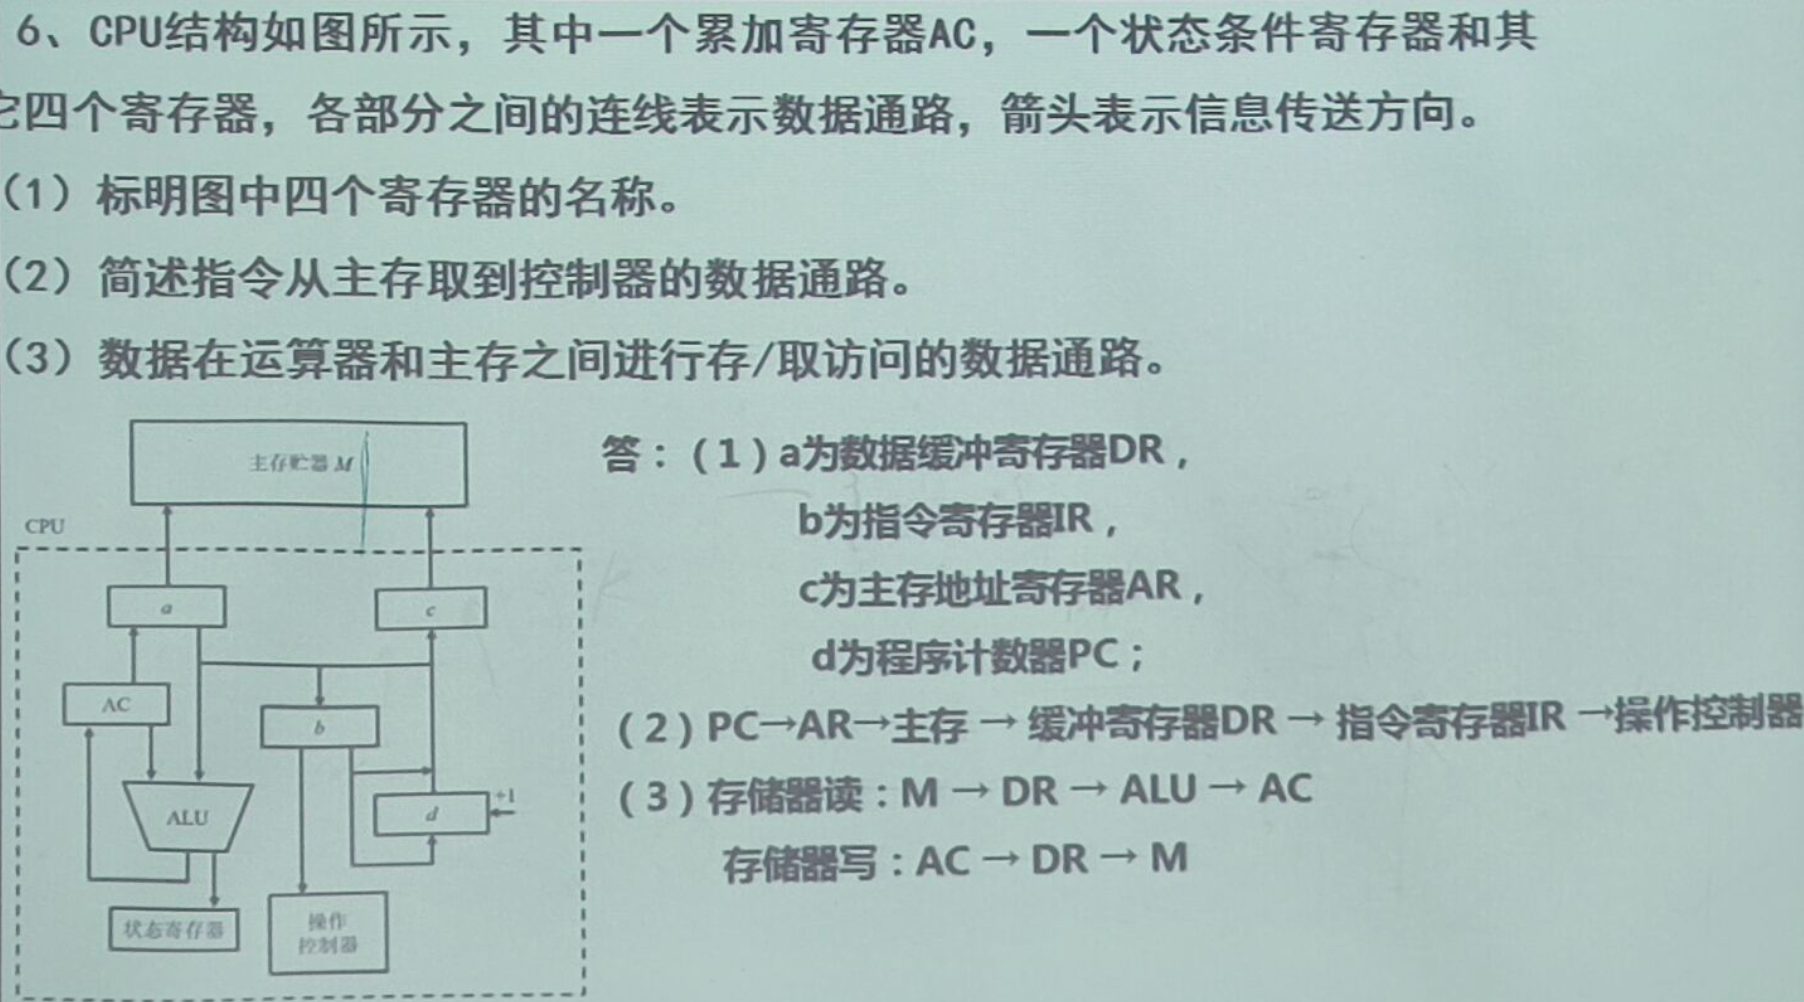 6、CPU结构如图所示，其中一个累加寄存器AC，一个状态条件寄存器和其
它四个寄存器，各部分之间的连线表示数据通路，箭头表示信息传送方向。
（1）标明图中四个寄存器的名称。
（2）简述指令从主存取到控制器的数据通路。
（3）数据在运算器和主存之间进行存/取访问的数据通路。
主存贮器 M
CPU
a
c
AC
b
+1
d
ALU
状态寄存器
操作
控制器
答：（1）a为数据缓冲寄存器DR，
b为指令寄存器IR，
c为主存地址寄存器AR，
d为程序计数器PC；
（2）PC→AR→主存 → 缓冲寄存器DR → 指令寄存器IR →操作控制器
（3）存储器读：M → DR → ALU → AC
存储器写：AC → DR → M